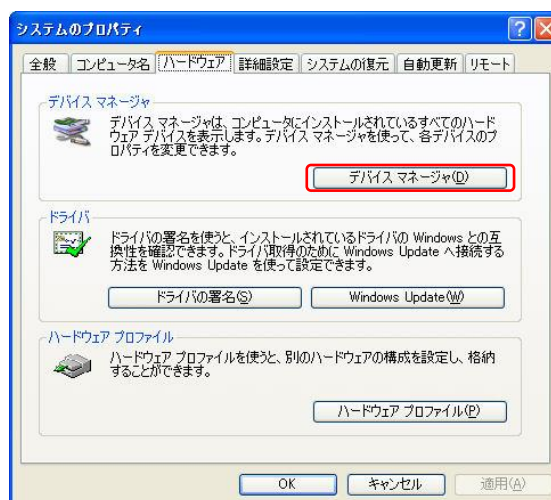 システムのプロパティ
全般 コンピュータ名 ハードウェア 詳細設定 システムの復元 自動更新 リモート
デバイス マネージャ
デバイス マネージャは、コンピュータにインストールされているすべてのハード
ウェア デバイスを表示します。デバイス マネージャを使って、各デバイスのプ
ロパティを変更できます。
デバイス マネージャ(D)
ドライバ
ドライバの署名を使うと、インストールされているドライバの Windows との互
換性を確認できます。ドライバ取得のために Windows Update へ接続する
方法を Windows Update を使って設定できます。
ドライバの署名(S) Windows Update(W)
ハードウェア プロファイル
ハードウェア プロファイルを使うと、別のハードウェアの構成を設定し、格納
することができます。
ハードウェア プロファイル(P)
OK キャンセル 適用(A)